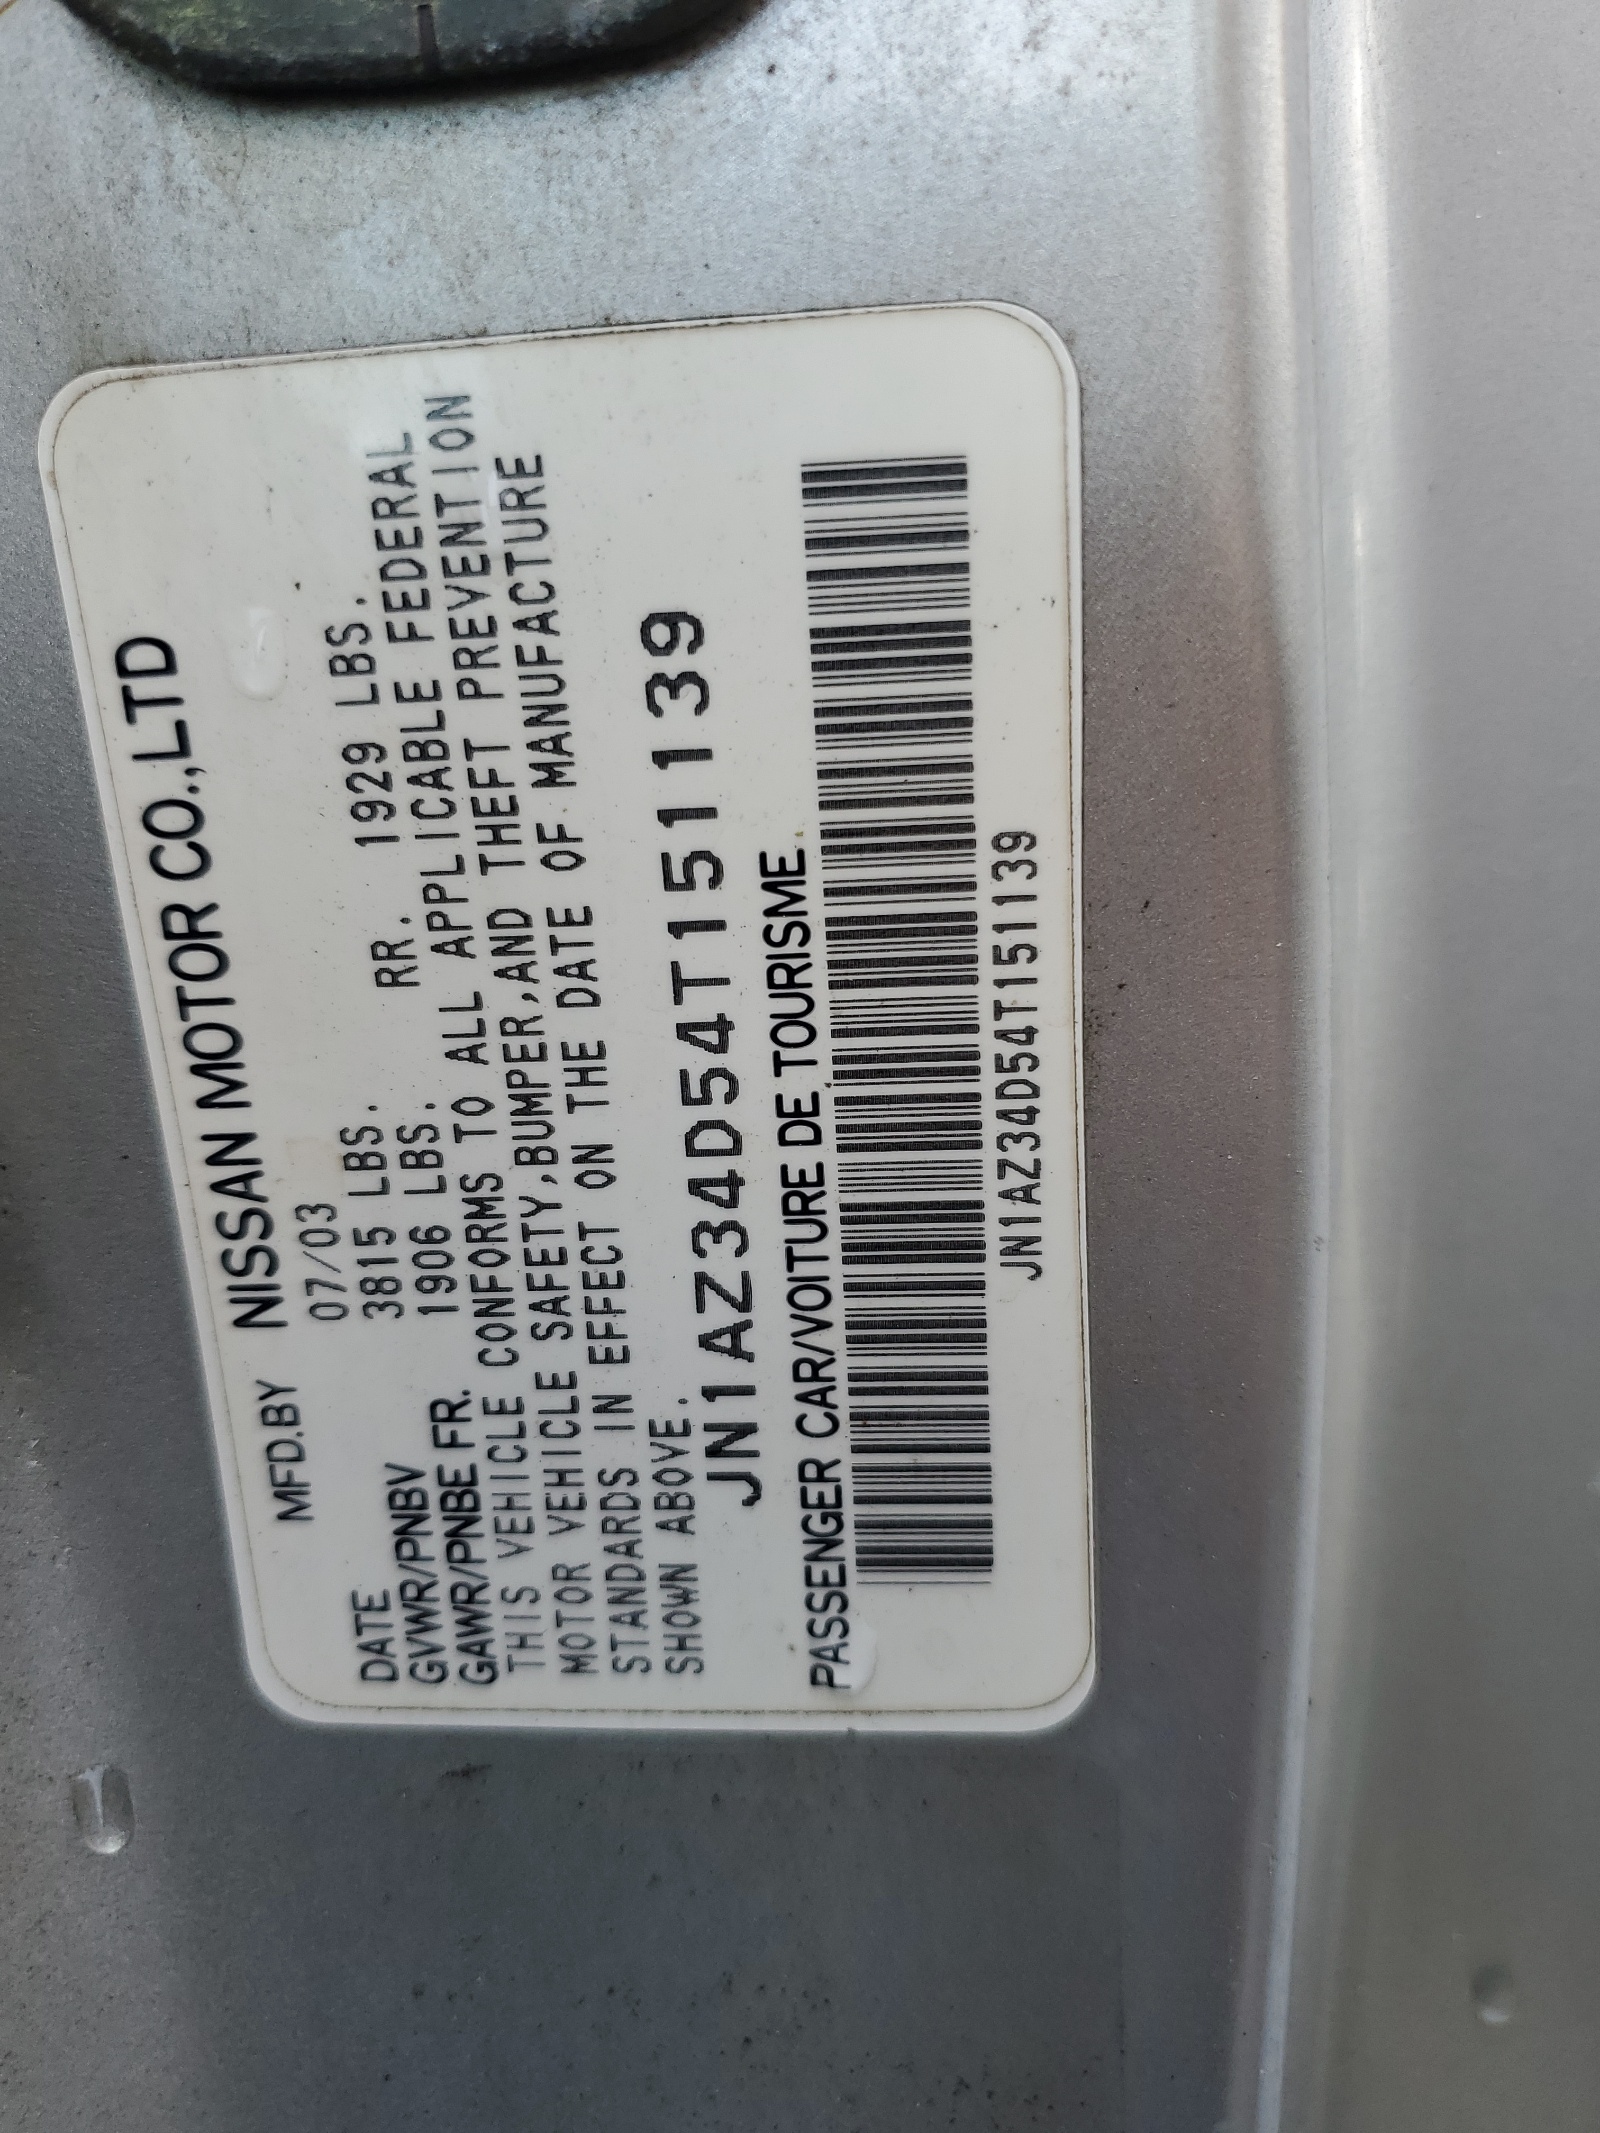 MFD.BY NISSAN MOTOR CO.,LTD
DATE 07/03
GVWR/PNBV 3815 LBS.
GAWR/PNBE FR. 1906 LBS. RR. 1929 LBS.
THIS VEHICLE CONFORMS TO ALL APPLICABLE FEDERAL
MOTOR VEHICLE SAFETY,BUMPER,AND THEFT PREVENTION
STANDARDS IN EFFECT ON THE DATE OF MANUFACTURE
SHOWN ABOVE.
JN1AZ34D54T151139
PASSENGER CAR/VOITURE DE TOURISME
JN1AZ34D54T151139